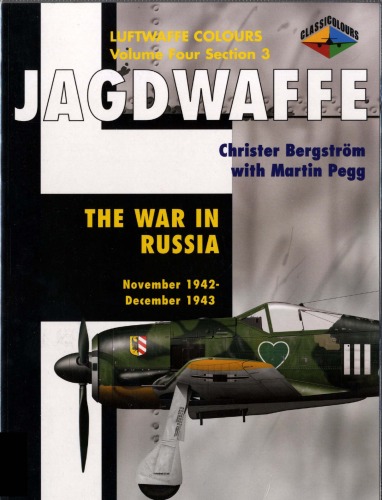 LUFTWAFFE COLOURS
Volume Four Section 3
CLASSIC COLOURS
JAGDWAFFE
Christer Bergström
with Martin Pegg
THE WAR IN
RUSSIA
November 1942-
December 1943